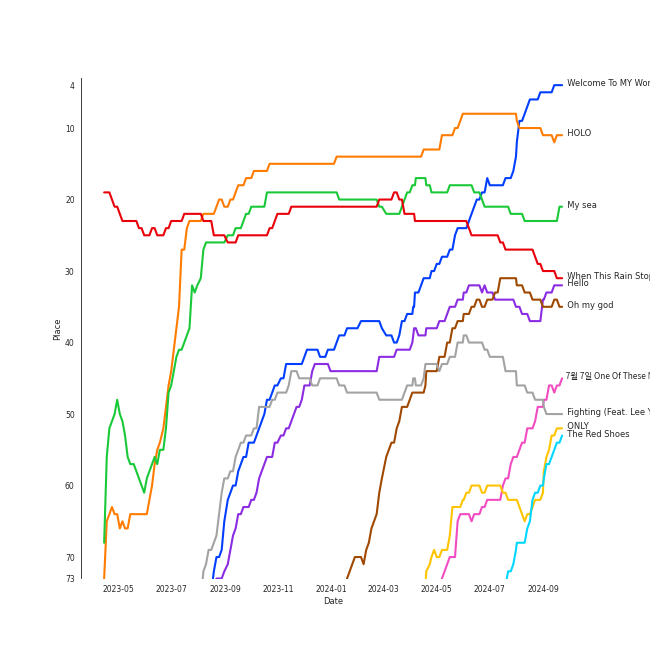 4
10
20
30
40
50
60
70
73
Place
2023-05
2023-07
2023-09
2023-11
2024-01
2024-03
2024-05
2024-07
2024-09
Date
Welcome To MY Wor
HOLO
My sea
When This Rain Stop
Hello
Oh my god
7월 7일 One Of These N
Fighting (Feat. Lee Y
ONLY
The Red Shoes